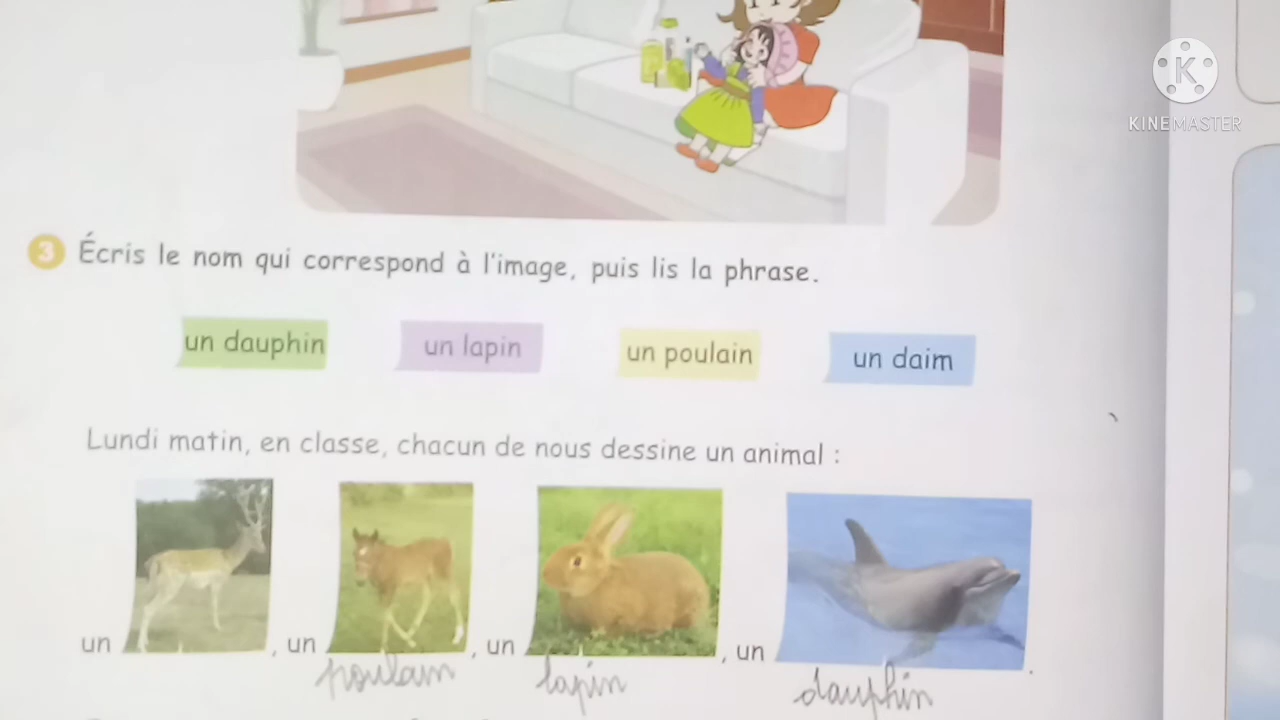 KINEMASTER
3 Écris le nom qui correspond à l'image, puis lis la phrase.
un dauphin un lapin un poulain un daim
Lundi matin, en classe, chacun de nous dessine un animal :
un , un , un , un .
poulain lapin dauphin